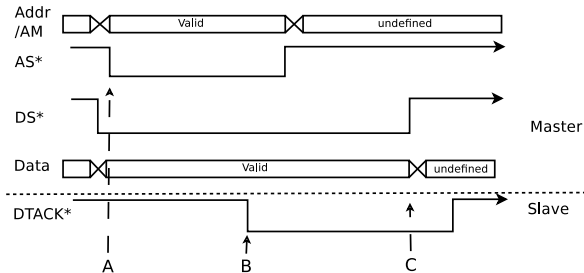 Addr
/AM
Valid
undefined
AS*
DS*
Master
Data
Valid
undefined
DTACK*
Slave
A
B
C